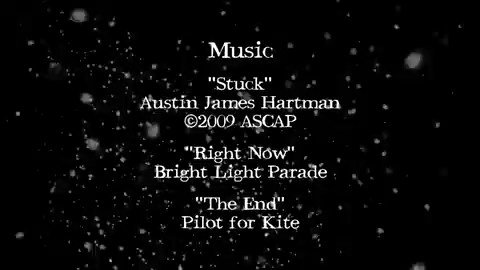 Music
"Stuck"
Austin James Hartman
©2009 ASCAP
"Right Now"
Bright Light Parade
"The End"
Pilot for Kite